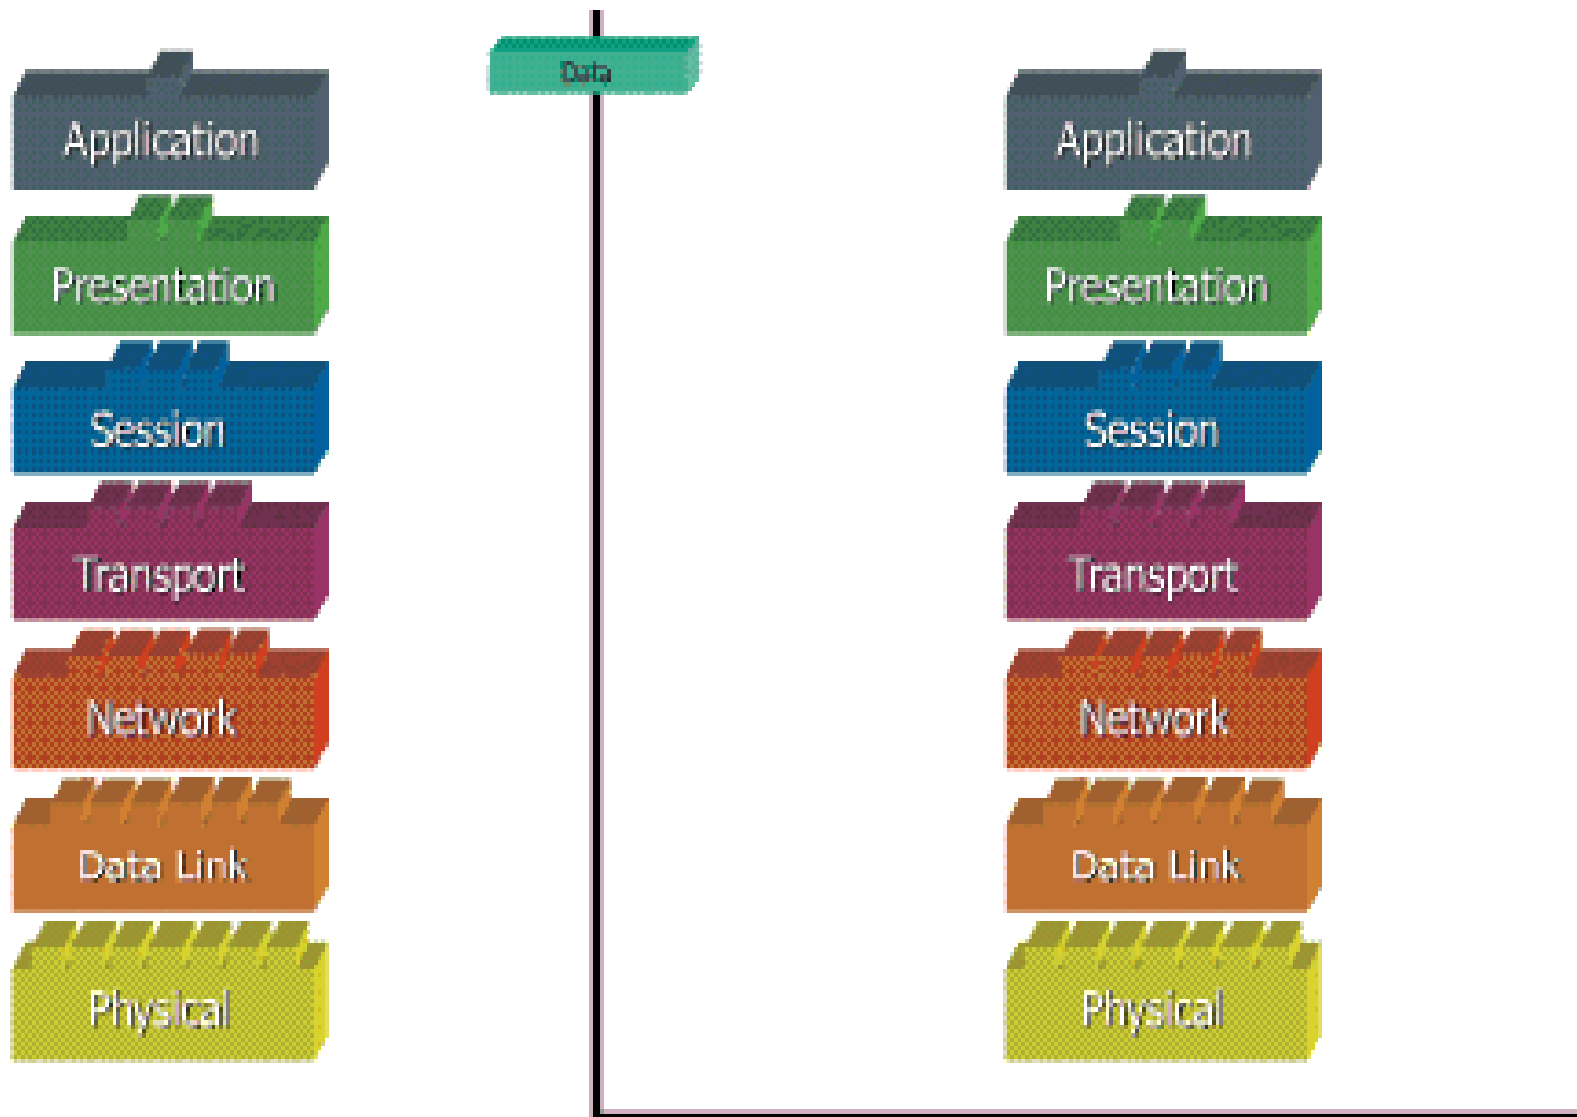 Application
Presentation
Session
Transport
Network
Data Link
Physical
Data
Application
Presentation
Session
Transport
Network
Data Link
Physical